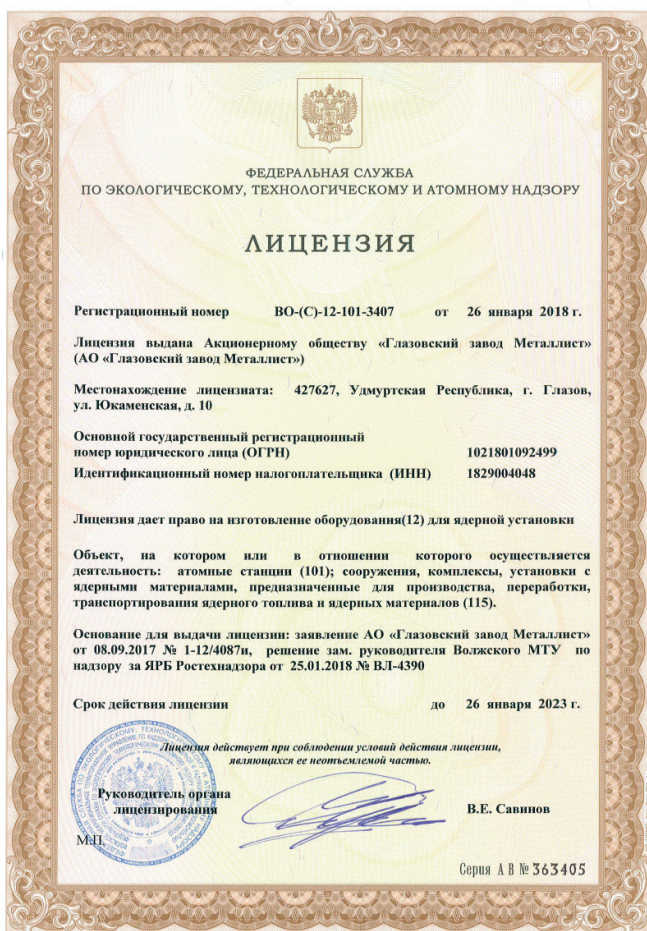 ФЕДЕРАЛЬНАЯ СЛУЖБА
ПО ЭКОЛОГИЧЕСКОМУ, ТЕХНОЛОГИЧЕСКОМУ И АТОМНОМУ НАДЗОРУ
ЛИЦЕНЗИЯ
Регистрационный номер ВО-(С)-12-101-3407 от 26 января 2018 г.
Лицензия выдана Акционерному обществу «Глазовский завод Металлист»
(АО «Глазовский завод Металлист»)
Местонахождение лицензиата: 427627, Удмуртская Республика, г. Глазов,
ул. Юкаменская, д. 10
Основной государственный регистрационный
номер юридического лица (ОГРН) 1021801092499
Идентификационный номер налогоплательщика (ИНН) 1829004048
Лицензия дает право на изготовление оборудования(12) для ядерной установки
Объект, на котором или в отношении которого осуществляется
деятельность: атомные станции (101); сооружения, комплексы, установки с
ядерными материалами, предназначенные для производства, переработки,
транспортирования ядерного топлива и ядерных материалов (115).
Основание для выдачи лицензии: заявление АО «Глазовский завод Металлист»
от 08.09.2017 № 1-12/4087и, решение зам. руководителя Волжского МТУ по
надзору за ЯРБ Ростехнадзора от 25.01.2018 № ВЛ-4390
Срок действия лицензии до 26 января 2023 г.
Лицензия действует при соблюдении условий действия лицензии,
являющихся ее неотъемлемой частью.
Руководитель органа
лицензирования В.Е. Савинов
М.П.
Серия А В № 363405